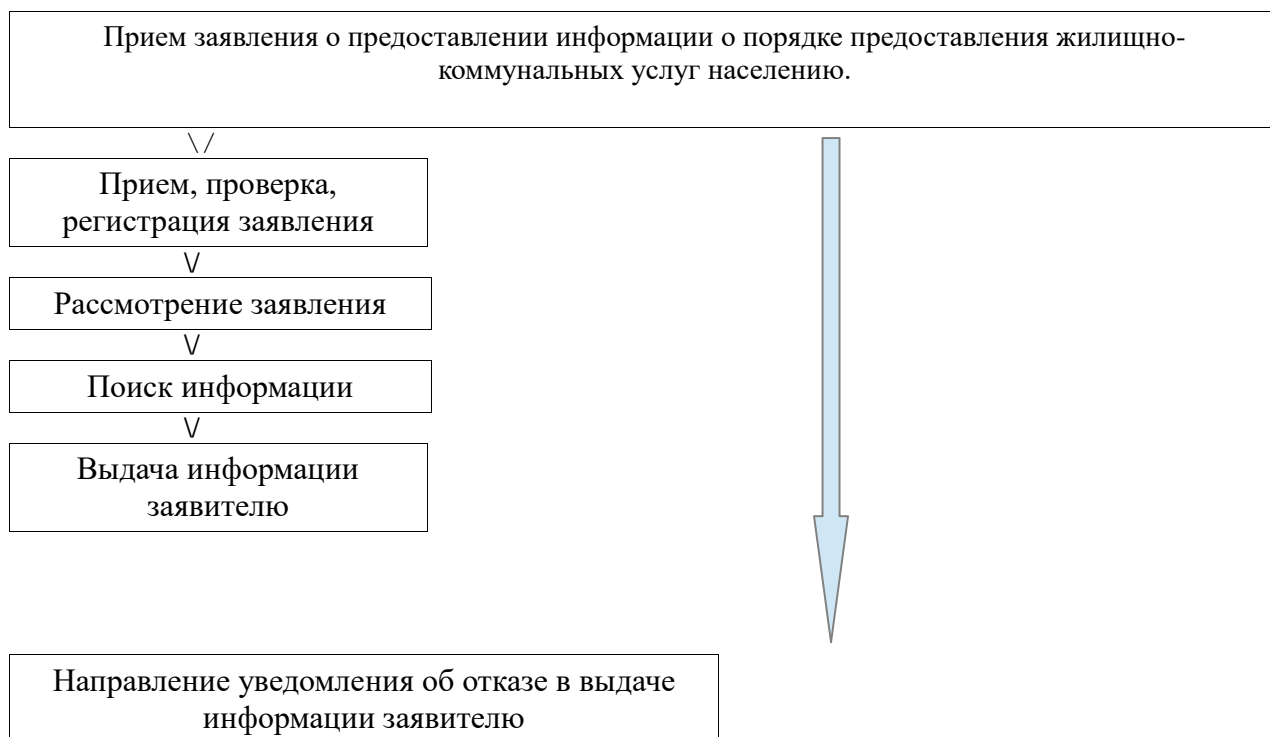 Прием заявления о предоставлении информации о порядке предоставления жилищно-
коммунальных услуг населению.
\ /
Прием, проверка,
регистрация заявления
\/
Рассмотрение заявления
\/
Поиск информации
\/
Выдача информации
заявителю
Направление уведомления об отказе в выдаче
информации заявителю